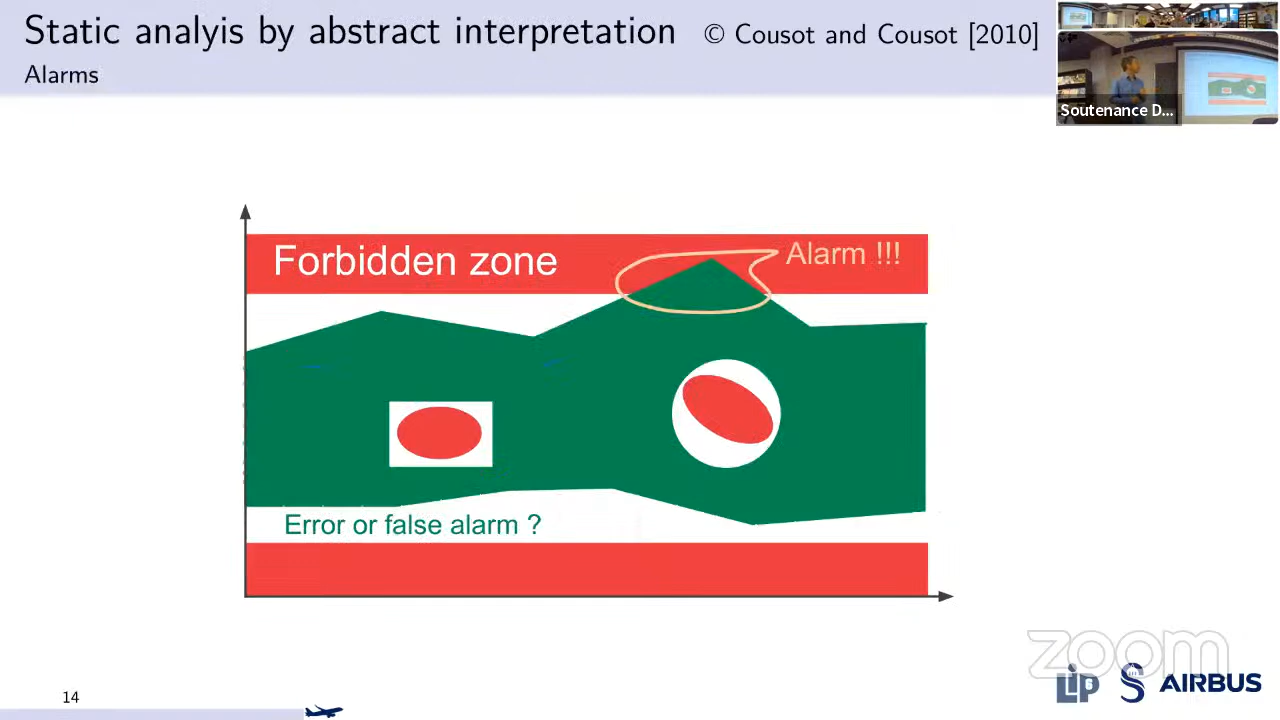 Static analyis by abstract interpretation © Cousot and Cousot [2010]
Alarms
Soutenance D...
Forbidden zone
Alarm !!!
Error or false alarm ?
zoom
LIP6
S
AIRBUS
14